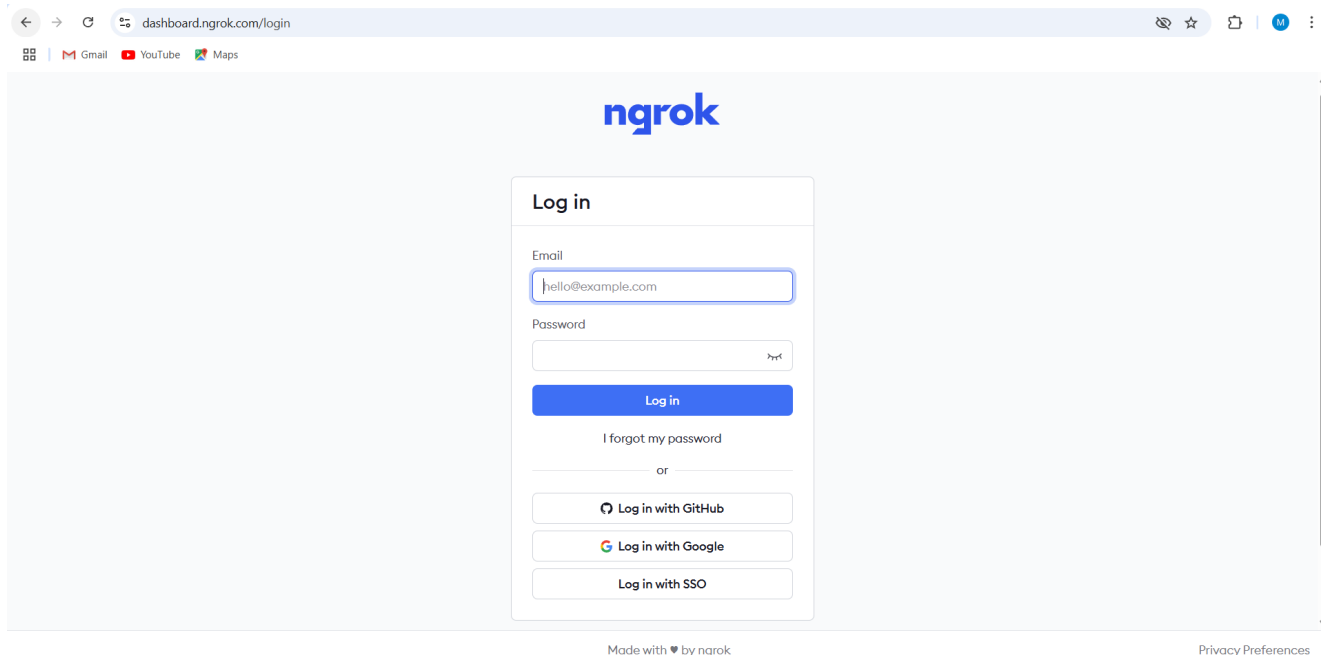 dashboard.ngrok.com/login
M
Gmail
YouTube
Maps
ngrok
Log in
Email
hello@example.com
Password
Log in
I forgot my password
or
Log in with GitHub
Log in with Google
Log in with SSO
Made with ♥ by ngrok
Privacy Preferences